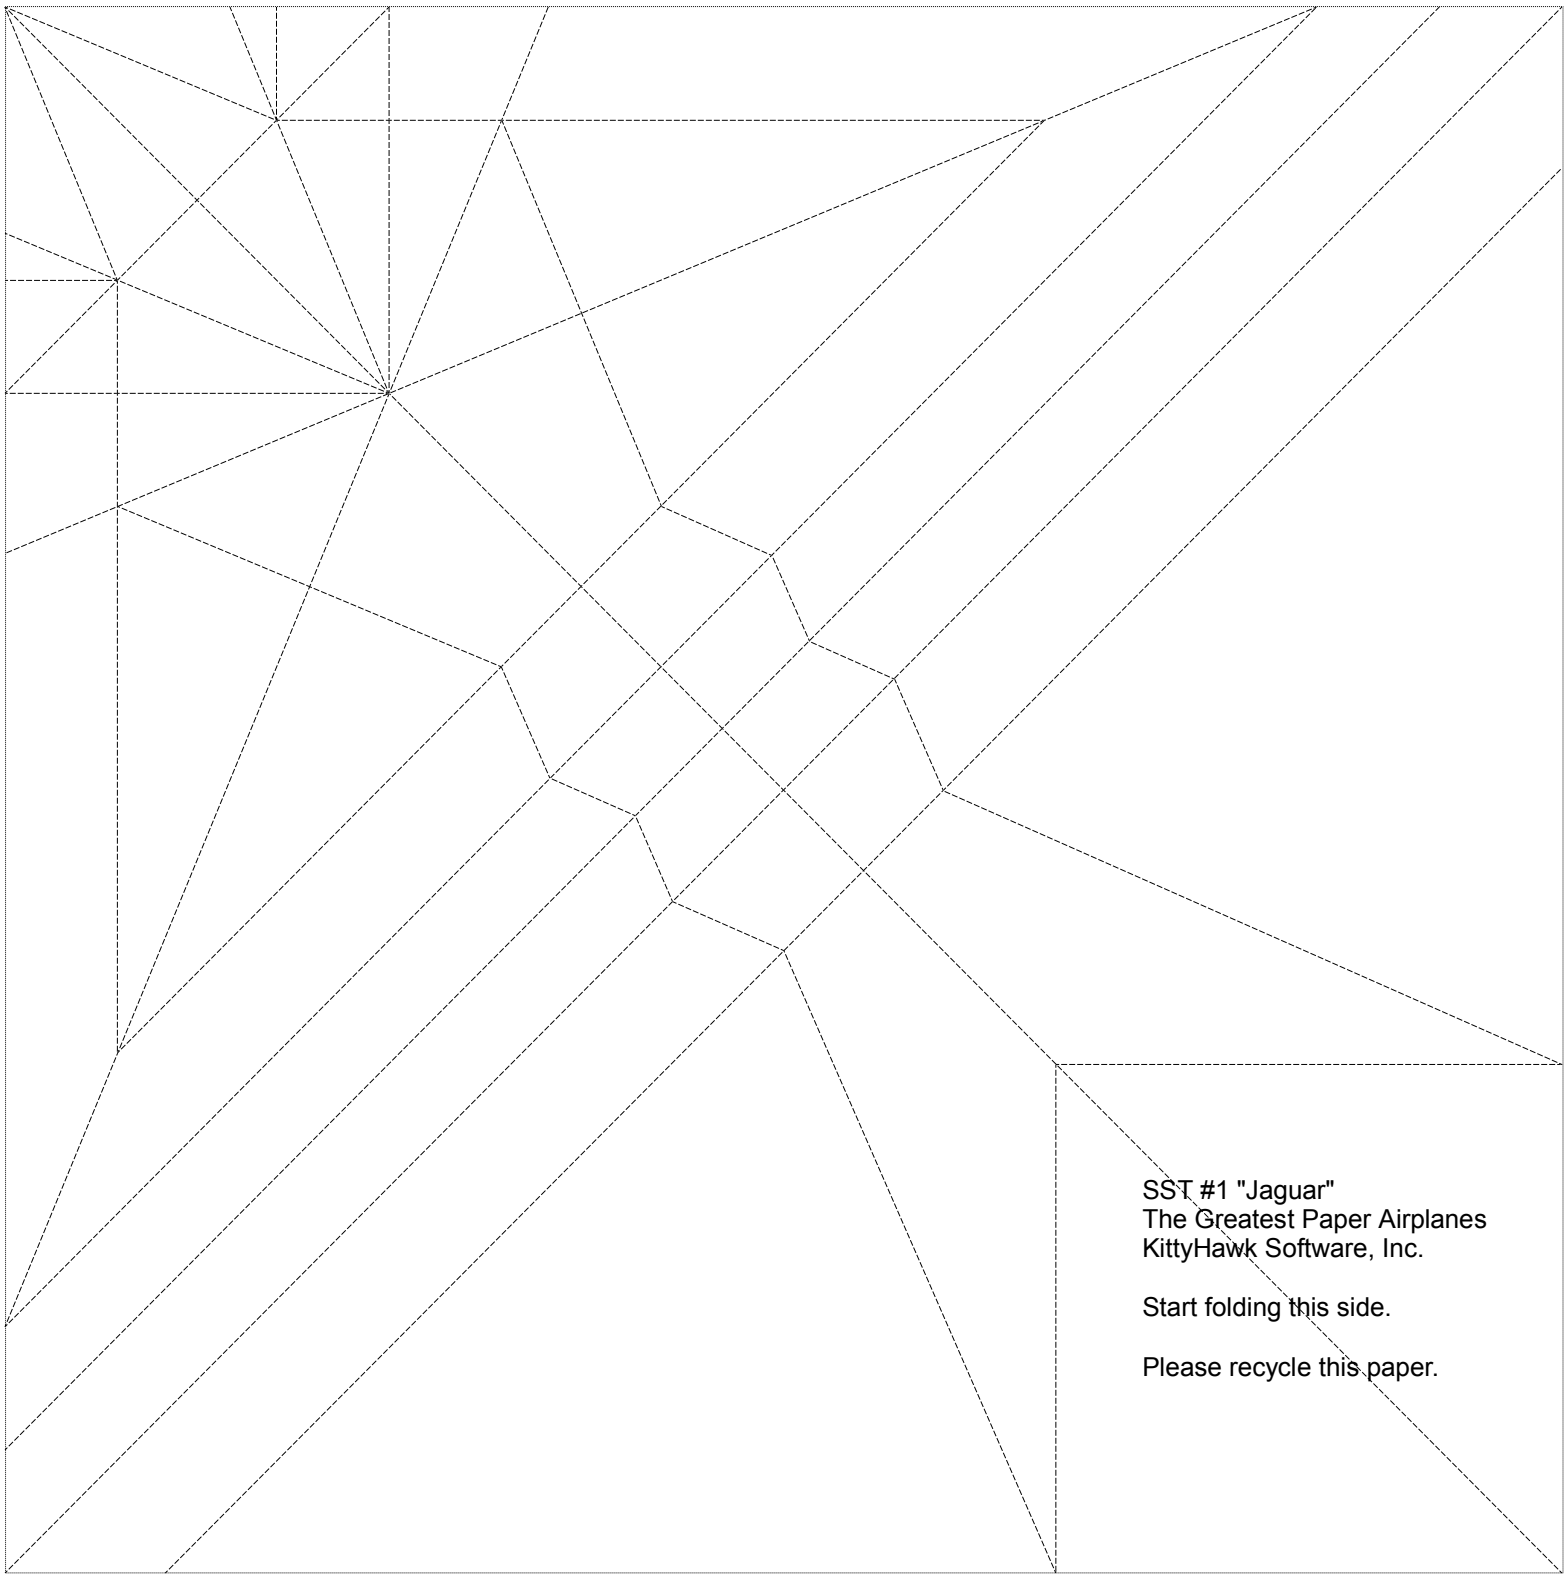 SST #1 "Jaguar"
The Greatest Paper Airplanes
KittyHawk Software, Inc.
Start folding this side.
Please recycle this paper.